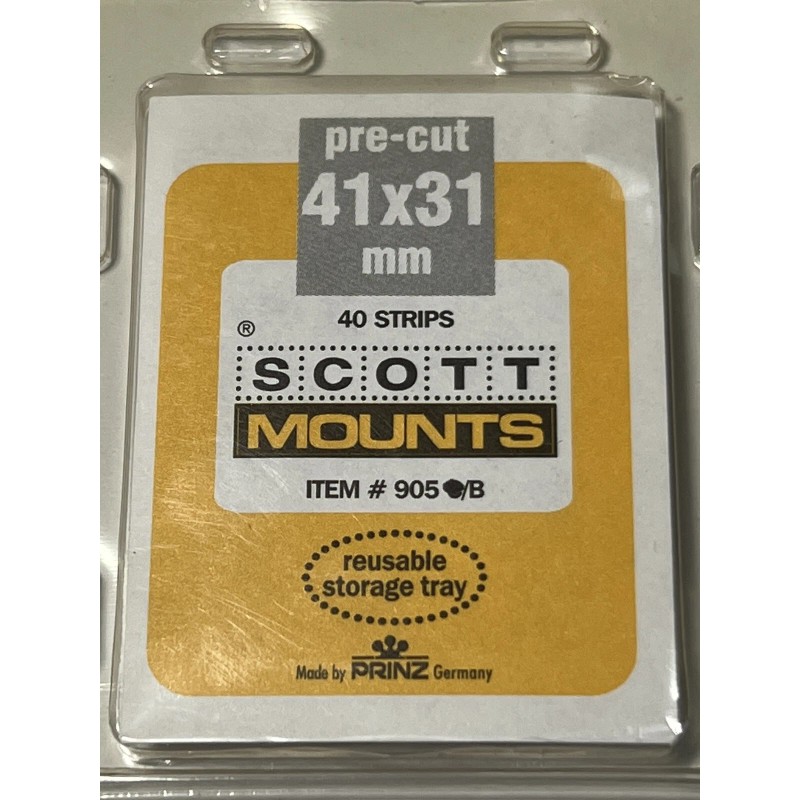 pre-cut
41x31
mm
40 STRIPS
®
SCOTT
MOUNTS
ITEM # 905 /B
reusable
storage tray
Made by PRINZ Germany